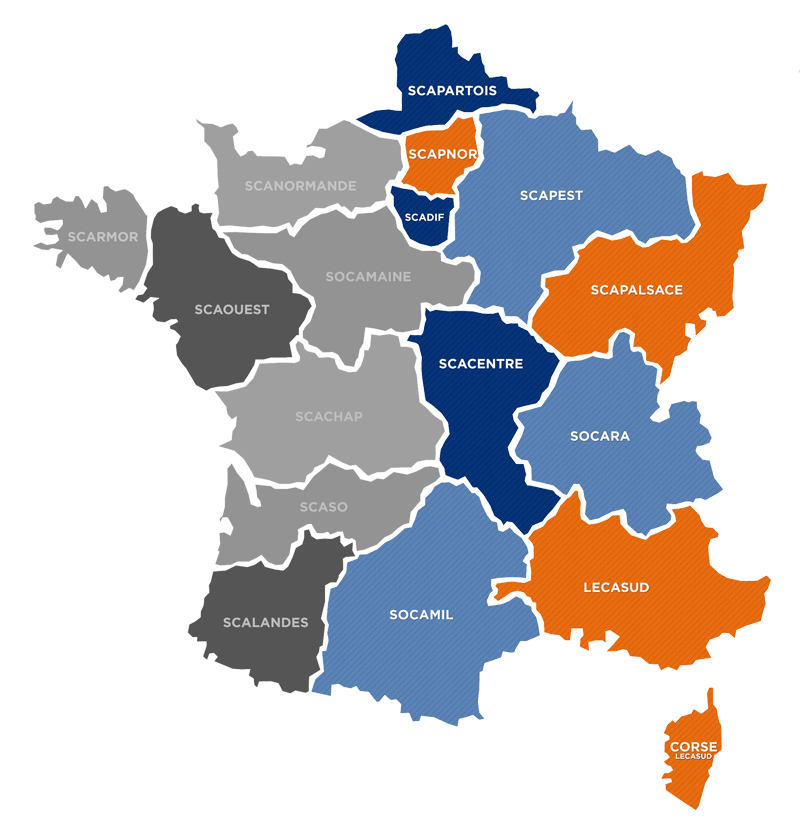 SCAPARTOIS
SCAPNOR
SCANORMANDE
SCAPEST
SCADIF
SCARMOR
SOCAMAINE
SCAPALSACE
SCAOUEST
SCACENTRE
SCACHAP
SOCARA
SCASO
LECASUD
SOCAMIL
SCALANDES
CORSE
LECASUD